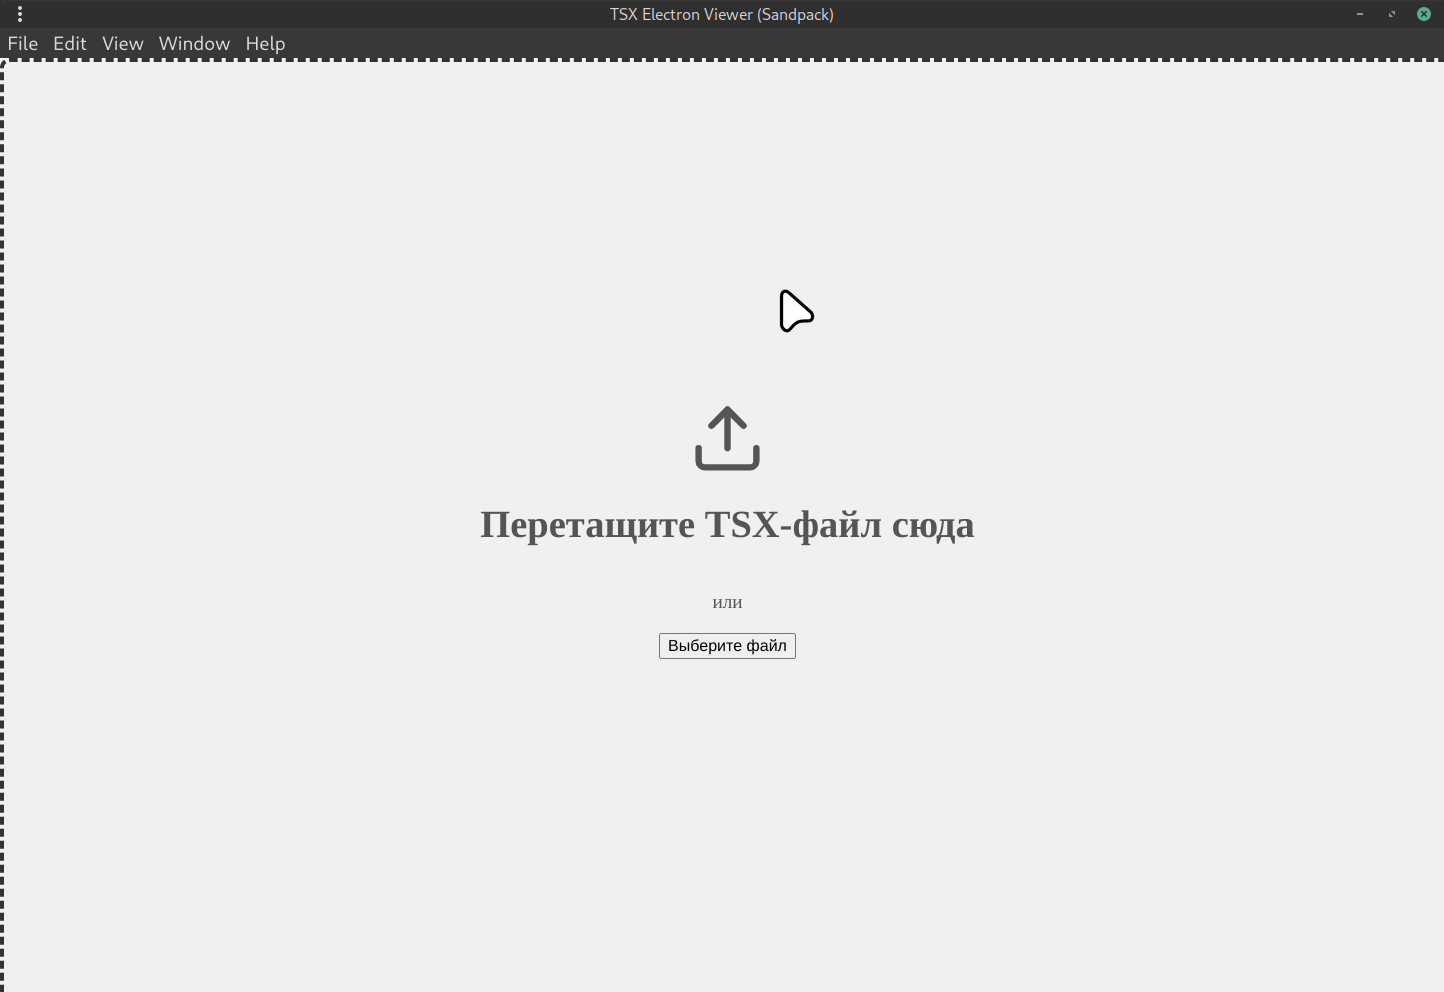 TSX Electron Viewer (Sandpack)
File Edit View Window Help
Перетащите TSX-файл сюда
или
Выберите файл